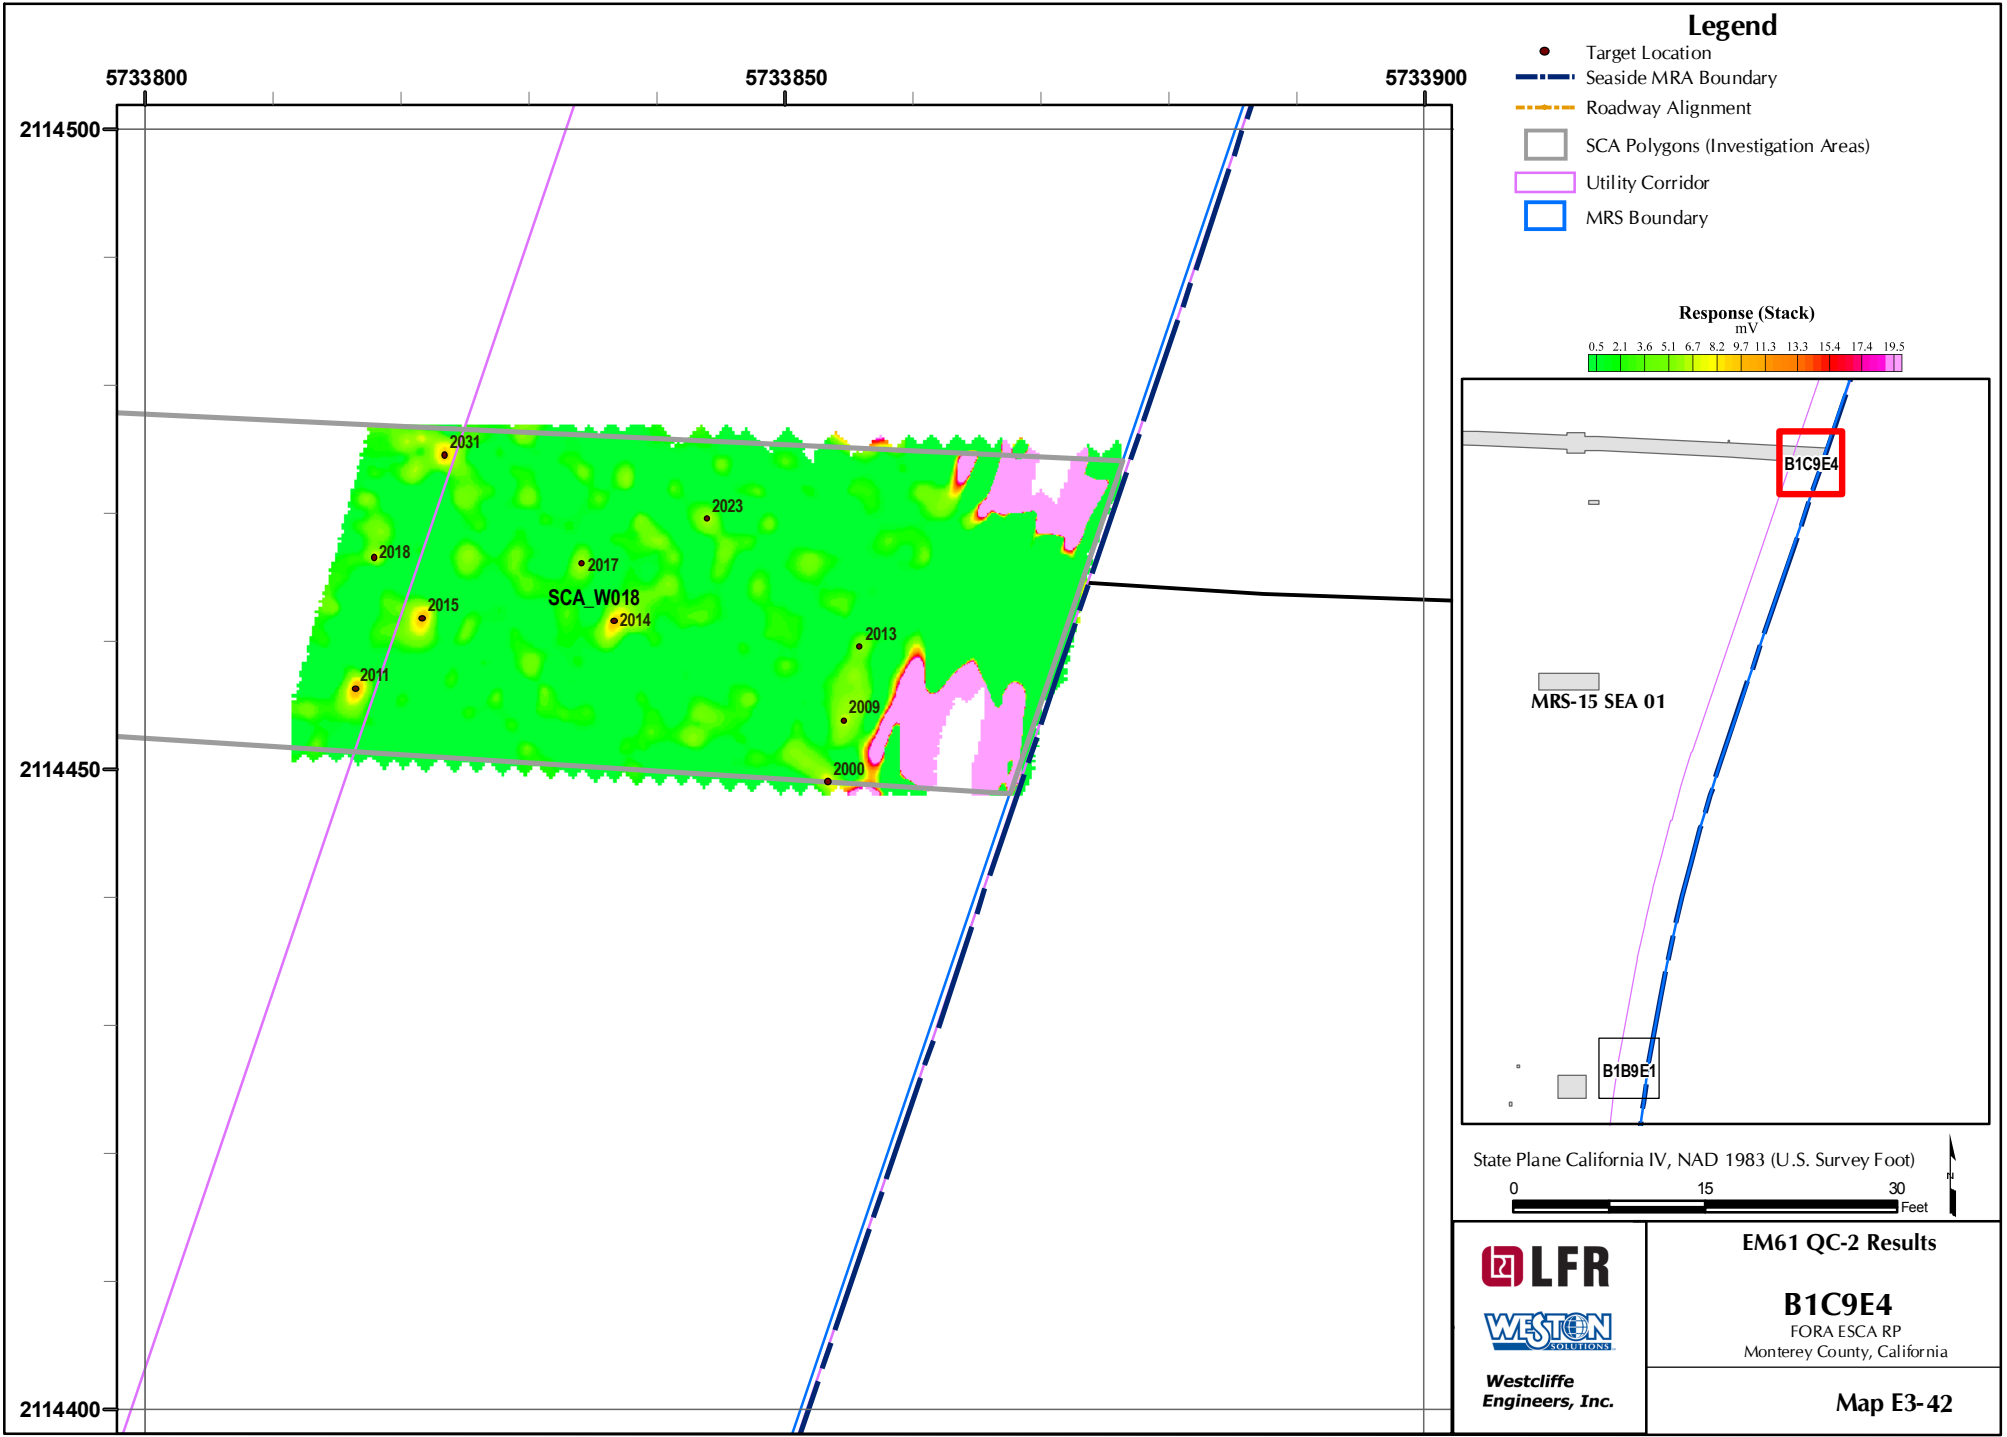 Legend
Target Location
Seaside MRA Boundary
Roadway Alignment
SCA Polygons (Investigation Areas)
Utility Corridor
MRS Boundary
5733800
5733850
5733900
2114500
2114450
2114400
2031
2023
2018
2017
SCA_W018
2015
2014
2013
2011
2009
2000
Response (Stack)
mV
0.5 2.1 3.6 5.1 6.7 8.2 9.7 11.3 13.3 15.4 17.4 19.5
B1C9E4
MRS-15 SEA 01
B1B9E1
State Plane California IV, NAD 1983 (U.S. Survey Foot)
0 15 30
Feet
N
LFR
WESTON
SOLUTIONS
Westcliffe
Engineers, Inc.
EM61 QC-2 Results
B1C9E4
FORA ESCA RP
Monterey County, California
Map E3-42